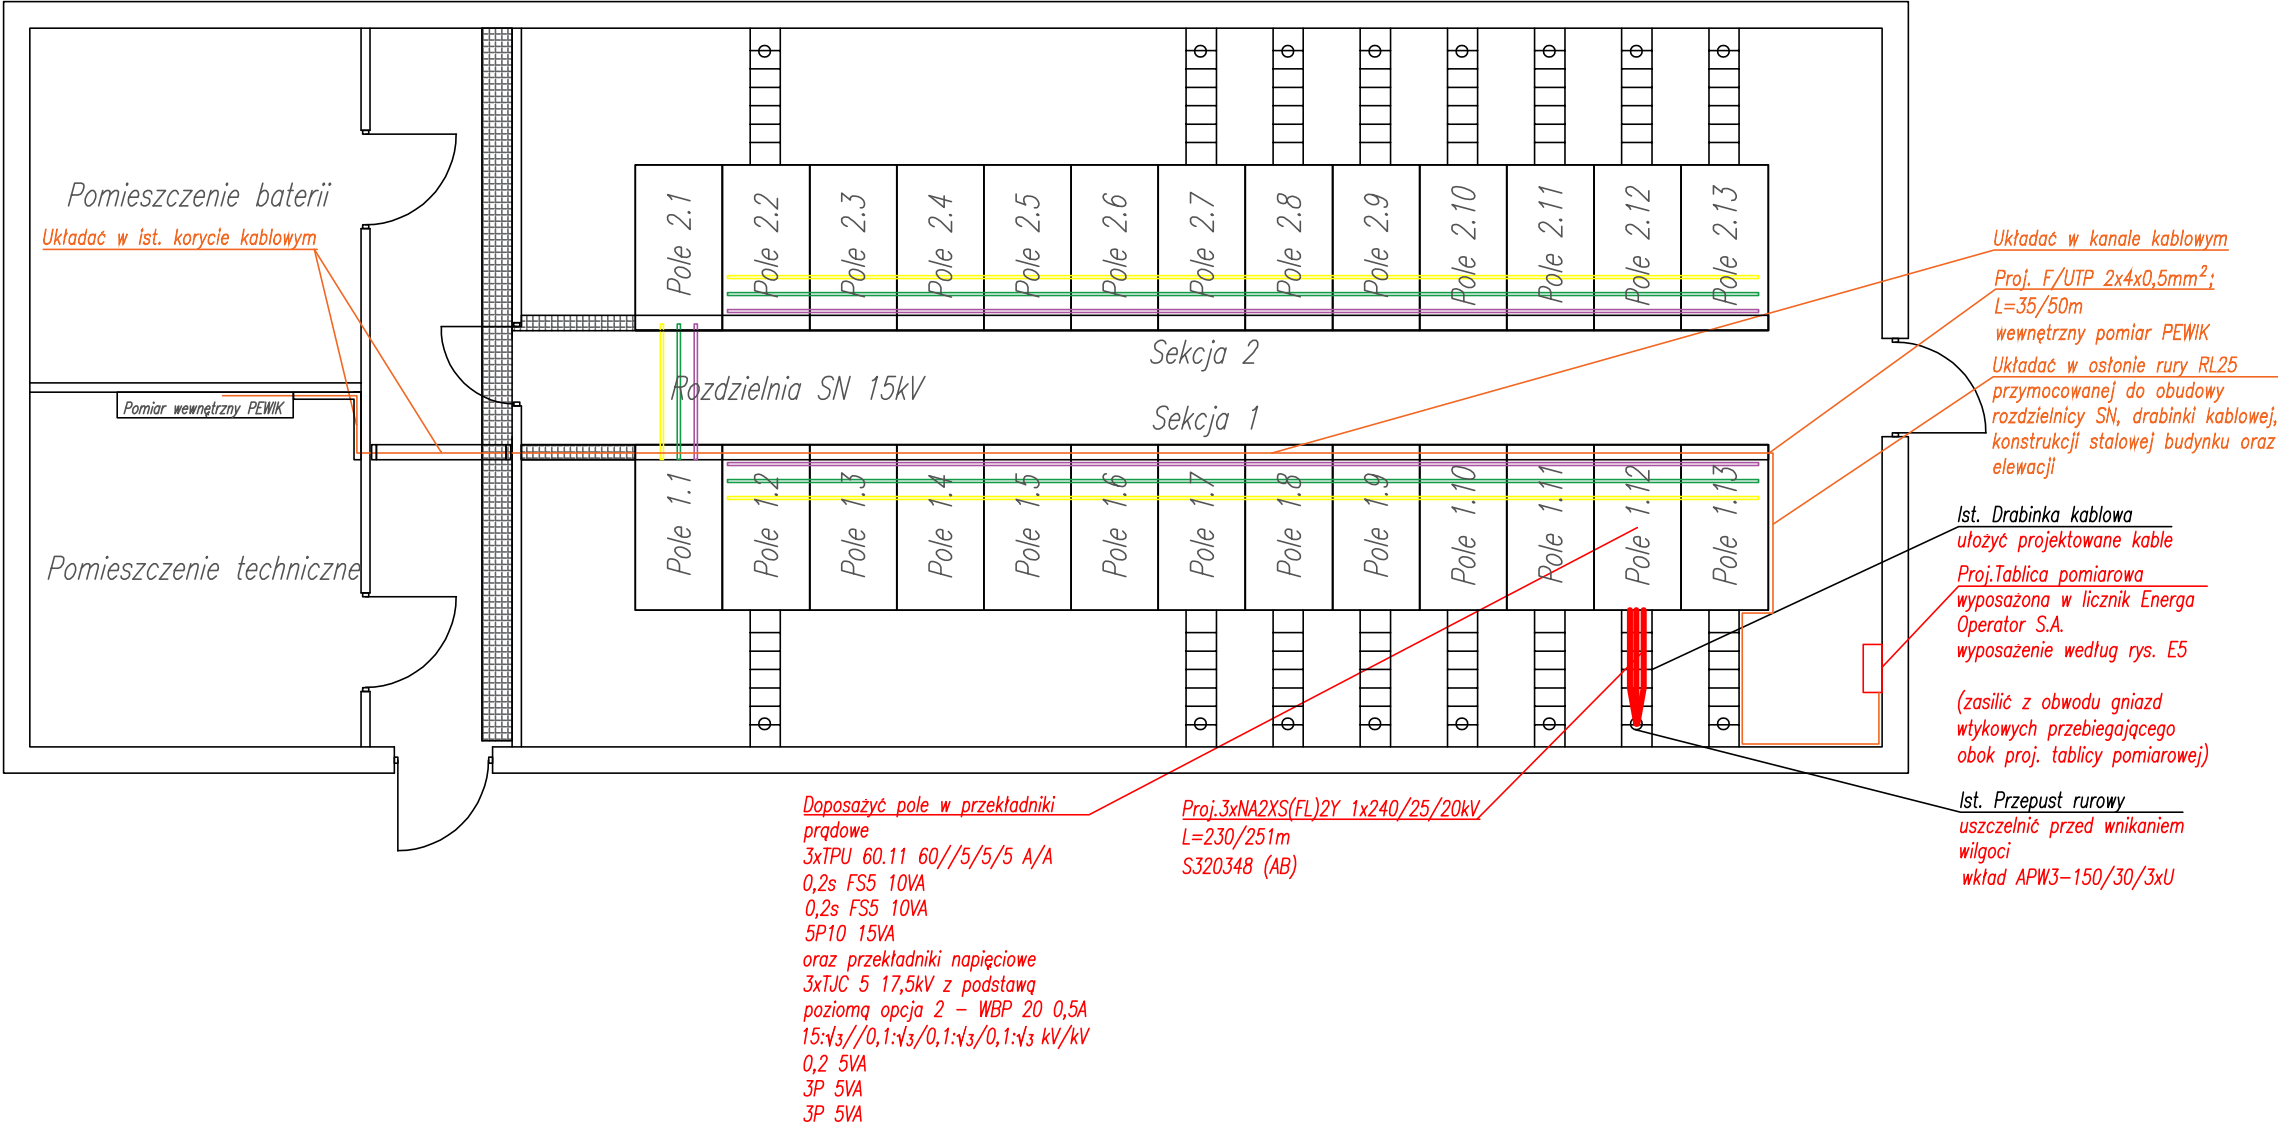 Pomieszczenie baterii
Układać w ist. korycie kablowym
Pomiar wewnętrzny PEWIK
Pomieszczenie techniczne
Pole 2.1
Pole 2.2
Pole 2.3
Pole 2.4
Pole 2.5
Pole 2.6
Pole 2.7
Pole 2.8
Pole 2.9
Pole 2.10
Pole 2.11
Pole 2.12
Pole 2.13
Sekcja 2
Rozdzielnia SN 15kV
Sekcja 1
Pole 1.1
Pole 1.2
Pole 1.3
Pole 1.4
Pole 1.5
Pole 1.6
Pole 1.7
Pole 1.8
Pole 1.9
Pole 1.10
Pole 1.11
Pole 1.12
Pole 1.13
Układać w kanale kablowym
Proj. F/UTP 2x4x0,5mm²;
L=35/50m
wewnętrzny pomiar PEWIK
Układać w osłonie rury RL25
przymocowanej do obudowy
rozdzielnicy SN, drabinki kablowej,
konstrukcji stalowej budynku oraz
elewacji
Ist. Drabinka kablowa
ułożyć projektowane kable
Proj.Tablica pomiarowa
wyposażona w licznik Energa
Operator S.A.
wyposażenie według rys. E5
(zasilić z obwodu gniazd
wtykowych przebiegającego
obok proj. tablicy pomiarowej)
Ist. Przepust rurowy
uszczelnić przed wnikaniem
wilgoci
wkład APW3-150/30/3xU
Doposażyć pole w przekładniki
prądowe
3xTPU 60.11 60//5/5/5 A/A
0,2s FS5 10VA
0,2s FS5 10VA
5P10 15VA
oraz przekładniki napięciowe
3xTJC 5 17,5kV z podstawą
poziomą opcja 2 - WBP 20 0,5A
15:√3//0,1:√3/0,1:√3/0,1:√3 kV/kV
0,2 5VA
3P 5VA
3P 5VA
Proj.3xNA2XS(FL)2Y 1x240/25/20kV
L=230/251m
S320348 (AB)